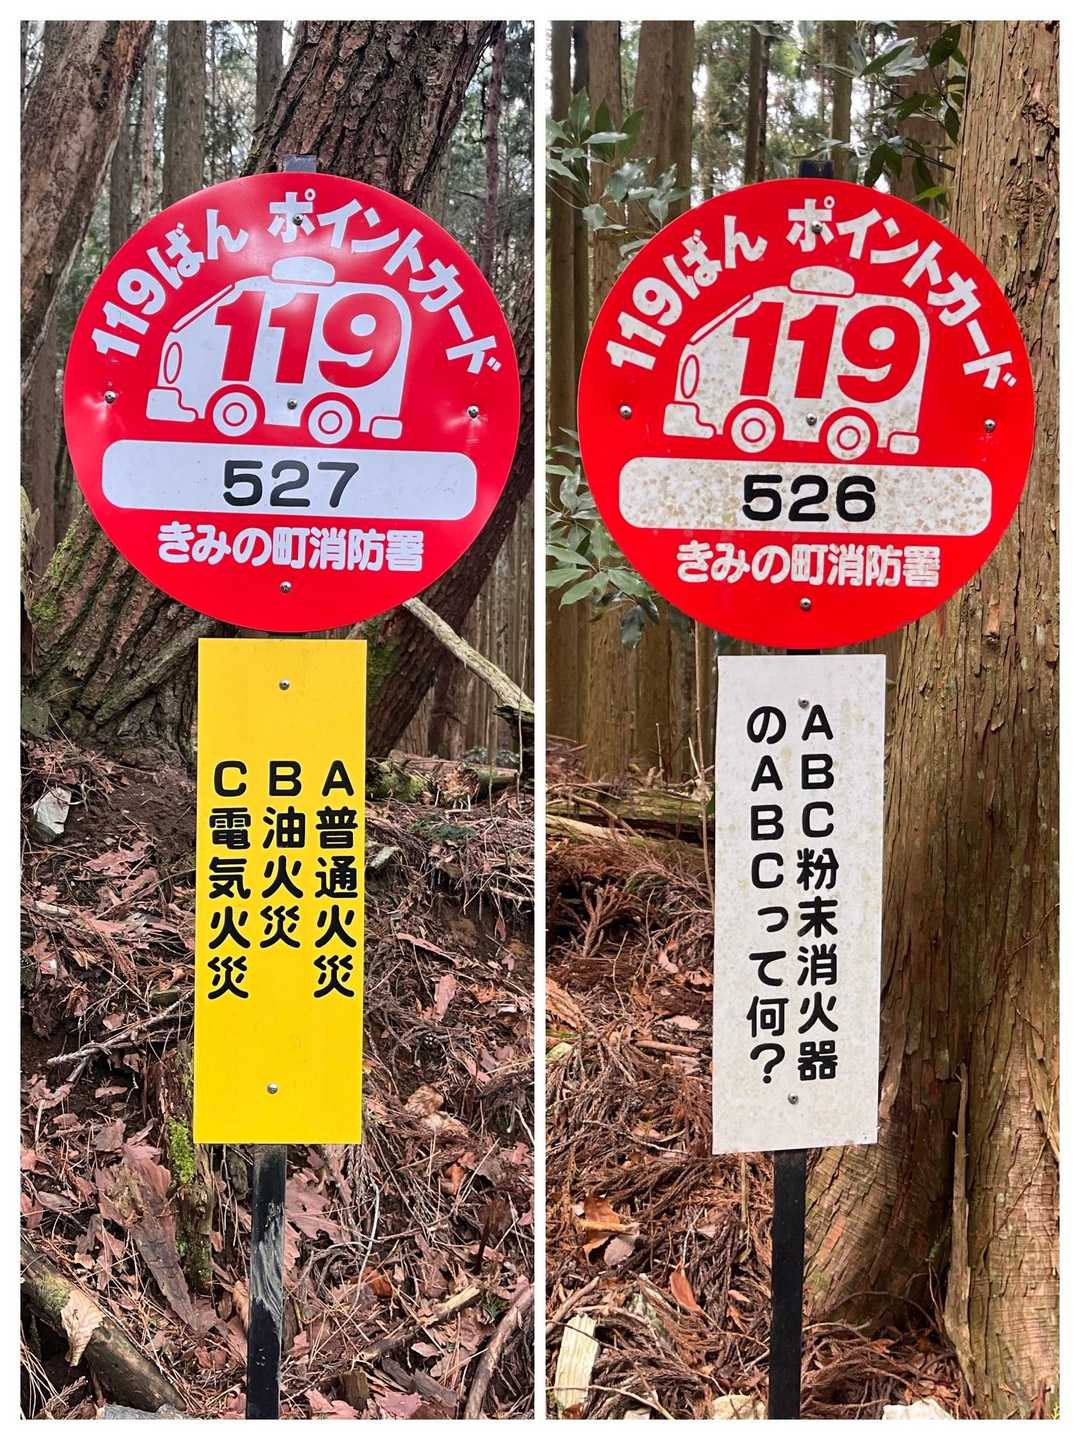 119ばん ポイントカード
119
527
きみの町消防署
A普通火災
B油火災
C電気火災
119ばん ポイントカード
119
526
きみの町消防署
ABC粉末消火器
のABCって何？